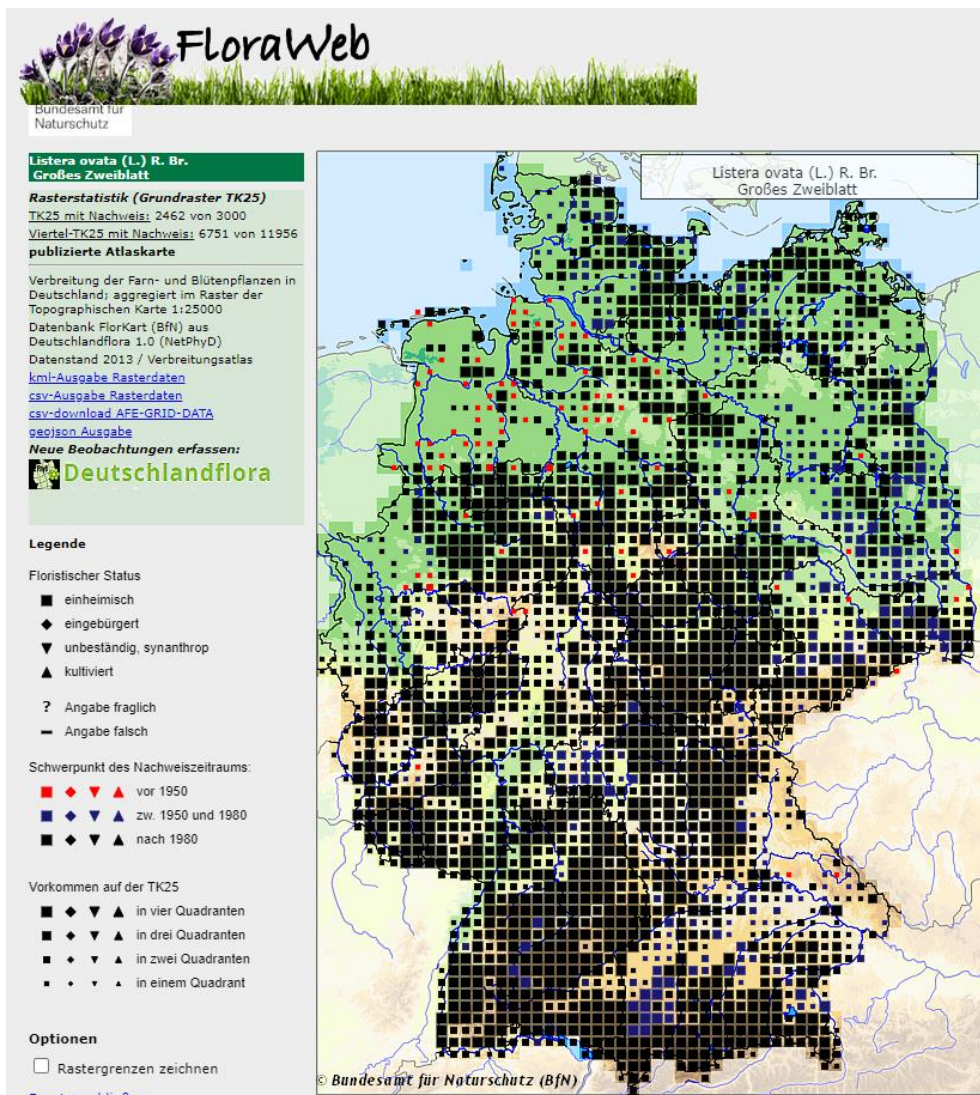 FloraWeb
Bundesamt für
Naturschutz
Listera ovata (L.) R. Br.
Großes Zweiblatt
Rasterstatistik (Grundraster TK25)
TK25 mit Nachweis: 2462 von 3000
Viertel-TK25 mit Nachweis: 6751 von 11956
publizierte Atlaskarte
Verbreitung der Farn- und Blütenpflanzen in
Deutschland; aggregiert im Raster der
Topographischen Karte 1:25000
Datenbank FlorKart (BfN) aus
Deutschlandflora 1.0 (NetPhyD)
Datenstand 2013 / Verbreitungsatlas
kml-Ausgabe Rasterdaten
csv-Ausgabe Rasterdaten
csv-download AFE-GRID-DATA
geojson Ausgabe
Neue Beobachtungen erfassen:
Deutschlandflora
Legende
Floristischer Status
einheimisch
eingebürgert
unbeständig, synanthrop
kultiviert
? Angabe fraglich
Angabe falsch
Schwerpunkt des Nachweiszeitraums:
vor 1950
zw. 1950 und 1980
nach 1980
Vorkommen auf der TK25
in vier Quadranten
in drei Quadranten
in zwei Quadranten
in einem Quadrant
Optionen
Rastergrenzen zeichnen
Listera ovata (L.) R. Br.
Großes Zweiblatt
© Bundesamt für Naturschutz (BfN)